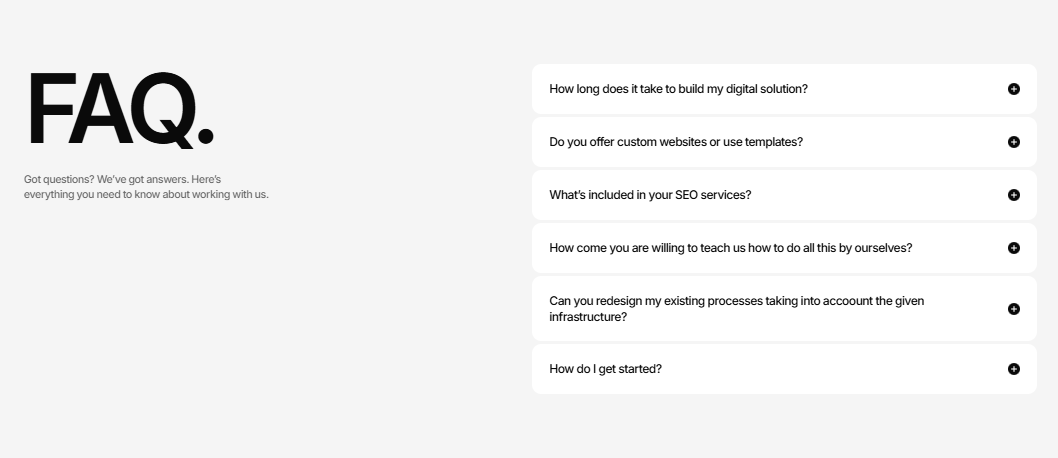 FAQ.
Got questions? We've got answers. Here's
everything you need to know about working with us.
How long does it take to build my digital solution?
Do you offer custom websites or use templates?
What's included in your SEO services?
How come you are willing to teach us how to do all this by ourselves?
Can you redesign my existing processes taking into accoount the given
infrastructure?
How do I get started?